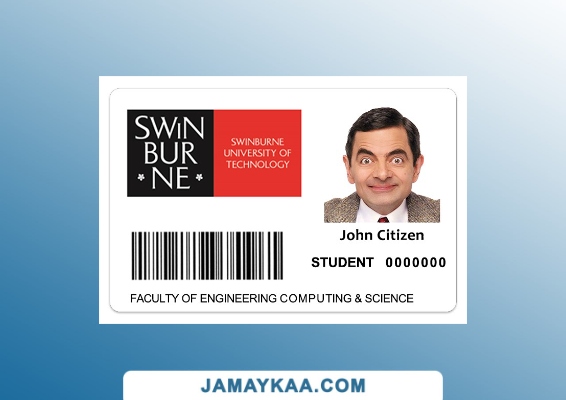 SWiN
BUR
NE
SWINBURNE
UNIVERSITY OF
TECHNOLOGY
John Citizen
STUDENT 0000000
FACULTY OF ENGINEERING COMPUTING & SCIENCE
JAMAYKAA.COM